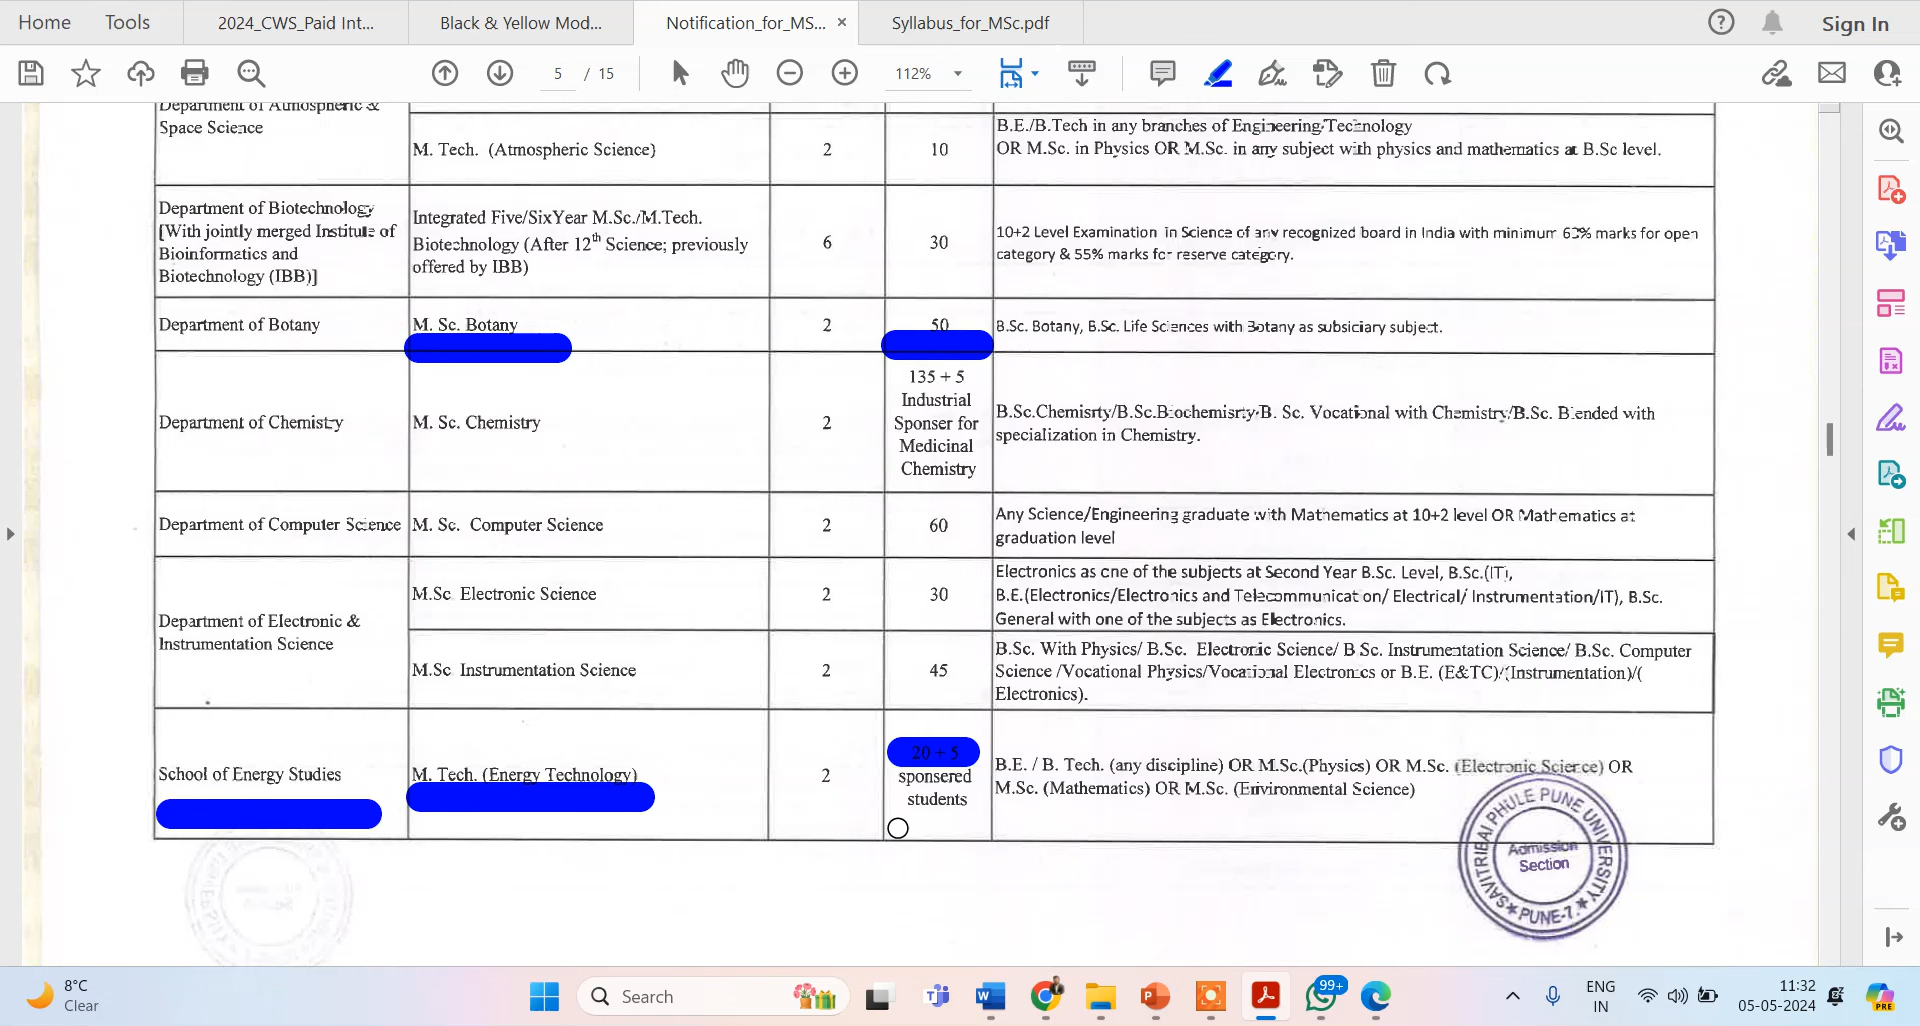 Home
Tools
2024_CWS_Paid Int...
Black & Yellow Mod...
Notification_for_MS... ×
Syllabus_for_MSc.pdf
Sign In
5 / 15
112%
Department of Atmospheric &
Space Science
M. Tech. (Atmospheric Science)
2
10
B.E./B.Tech in any branches of Engineering/Technology
OR M.Sc. in Physics OR M.Sc. in any subject with physics and mathematics at B.Sc level.
Department of Biotechnology
[With jointly merged Institute of
Bioinformatics and
Biotechnology (IBB)]
Integrated Five/SixYear M.Sc./M.Tech.
Biotechnology (After 12th Science; previously
offered by IBB)
6
30
10+2 Level Examination in Science of any recognized board in India with minimum 60% marks for open
category & 55% marks for reserve category.
Department of Botany
M. Sc. Botany
2
50
B.Sc. Botany, B.Sc. Life Sciences with Botany as subsiciary subject.
Department of Chemistry
M. Sc. Chemistry
2
135 + 5
Industrial
Sponser for
Medicinal
Chemistry
B.Sc.Chemisrty/B.Sc.Biochemisrty/B. Sc. Vocational with Chemistry/B.Sc. Blended with
specialization in Chemistry.
Department of Computer Science
M. Sc. Computer Science
2
60
Any Science/Engineering graduate with Mathematics at 10+2 level OR Mathematics at
graduation level
Department of Electronic &
Instrumentation Science
M.Sc Electronic Science
2
30
Electronics as one of the subjects at Second Year B.Sc. Level, B.Sc.(IT),
B.E.(Electronics/Electronics and Telecommunication/ Electrical/ Instrumentation/IT), B.Sc.
General with one of the subjects as Electronics.
M.Sc Instrumentation Science
2
45
B.Sc. With Physics/ B.Sc. Electronic Science/ B Sc. Instrumentation Science/ B.Sc. Computer
Science /Vocational Physics/Vocational Electronics or B.E. (E&TC)/(Instrumentation)/(
Electronics).
School of Energy Studies
M. Tech. (Energy Technology)
2
20 + 5
sponsered
students
B.E. / B. Tech. (any discipline) OR M.Sc.(Physics) OR M.Sc. (Electronic Science) OR
M.Sc. (Mathematics) OR M.Sc. (Environmental Science)
SAVITRIBAI PHULE PUNE UNIVERSITY
Admission
Section
★ PUNE-7. ★
8°C
Clear
Search
99+
PRE
ENG
IN
11:32
05-05-2024